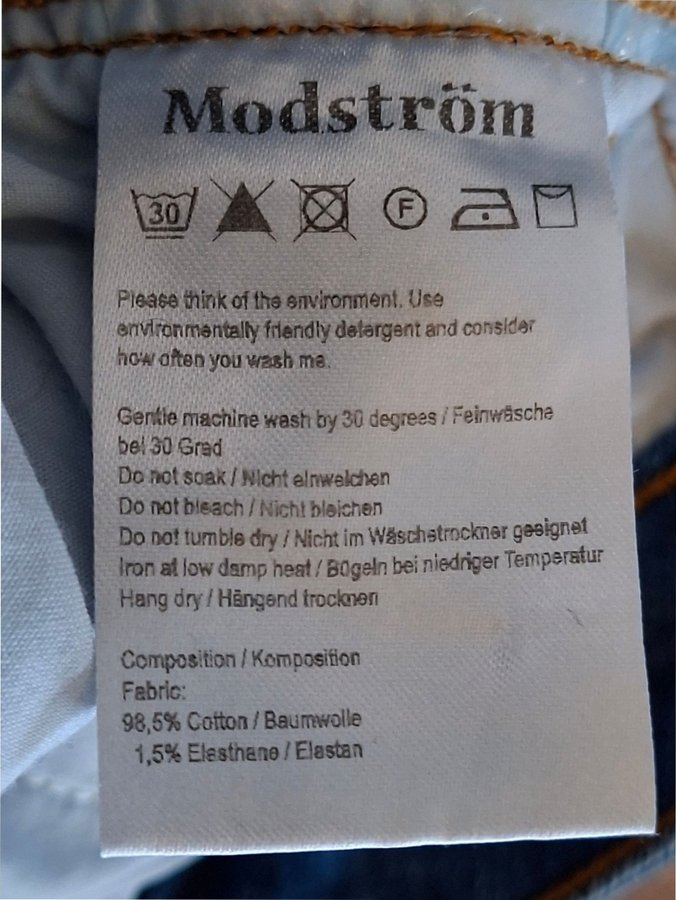 Modström
30
F
Please think of the environment. Use
environmentally friendly detergent and consider
how often you wash me.
Gentle machine wash by 30 degrees / Feinwäsche
bei 30 Grad
Do not soak / Nicht einweichen
Do not bleach / Nicht bleichen
Do not tumble dry / Nicht im Wäschetrockner geeignet
Iron at low damp heat / Bügeln bei niedriger Temperatur
Hang dry / Hängend trocknen
Composition / Komposition
Fabric:
98,5% Cotton / Baumwolle
1,5% Elasthane / Elastan